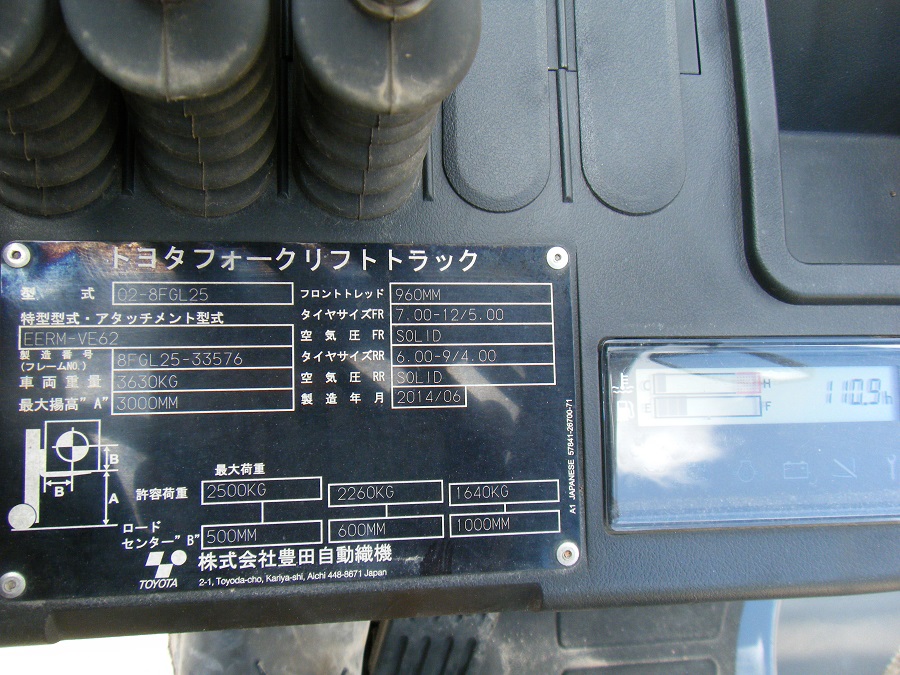 トヨタフォークリフトトラック
型 式 02-8FGL25
特型型式・アタッチメント型式
EERM-VE62
製造番号 (フレームNO.) 8FGL25-33576
車両重量 3630KG
最大揚高"A" 3000MM
フロントトレッド 960MM
タイヤサイズFR 7.00-12/5.00
空気圧 FR SOLID
タイヤサイズRR 6.00-9/4.00
空気圧 RR SOLID
製造年月 2014/06
B
B
A
最大荷重
許容荷重 2500KG 2260KG 1640KG
ロードセンター"B" 500MM 600MM 1000MM
TOYOTA
株式会社豊田自動織機
2-1, Toyoda-cho, Kariya-shi, Aichi 448-8671 Japan
A1 JAPANESE 57841-26700-71
C H
E F
110.9h